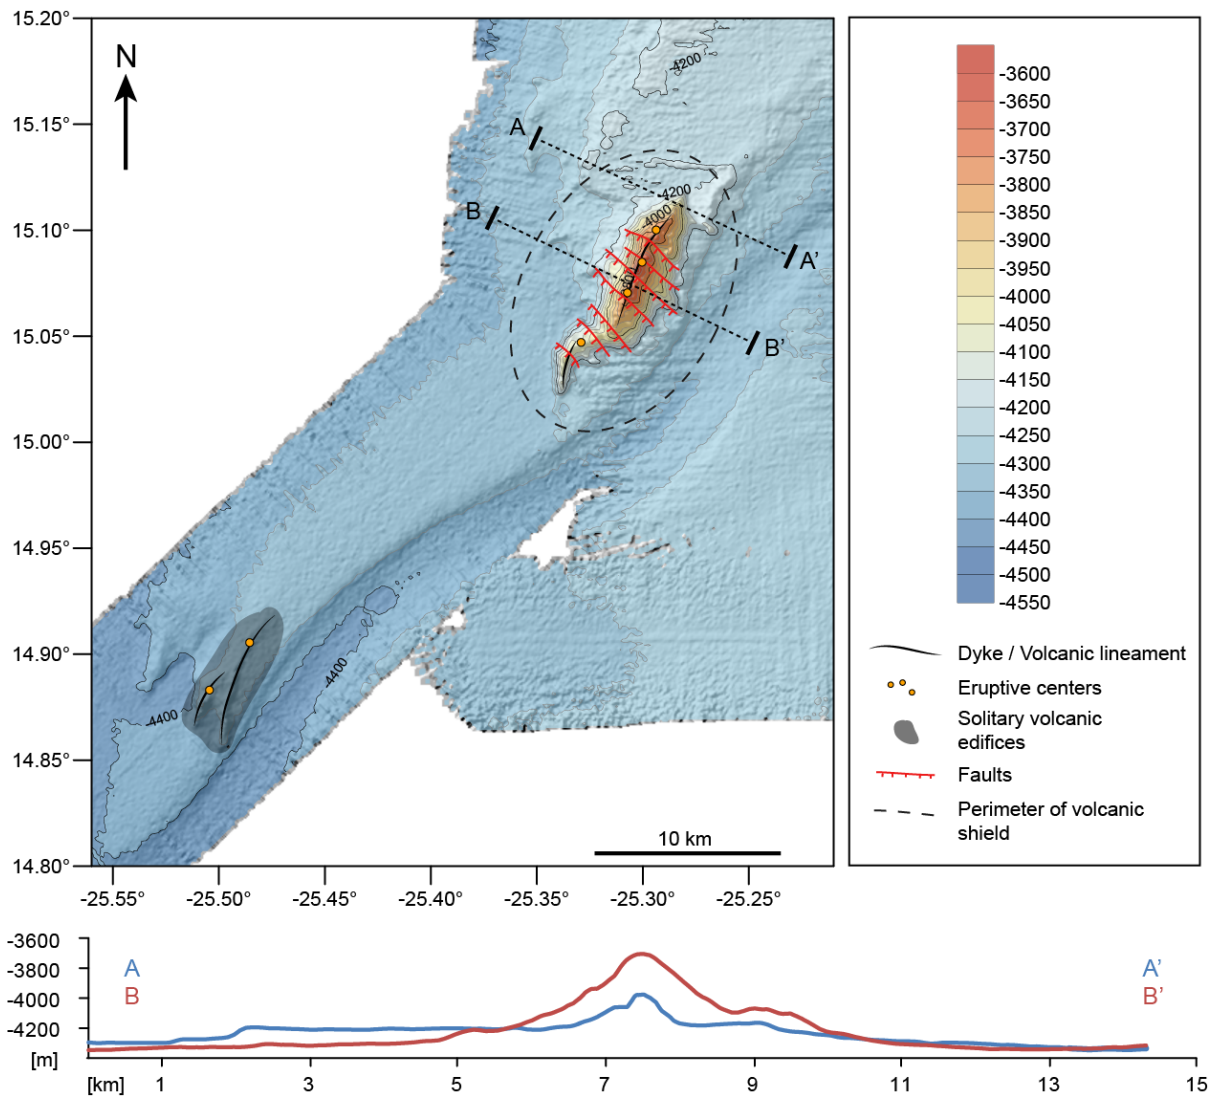 15.20°
15.15°
15.10°
15.05°
15.00°
14.95°
14.90°
14.85°
14.80°
N
-4200
A
B
-4200
-4000
A’
B’
-4400
-4400
10 km
-25.55°
-25.50°
-25.45°
-25.40°
-25.35°
-25.30°
-25.25°
-3600
-3650
-3700
-3750
-3800
-3850
-3900
-3950
-4000
-4050
-4100
-4150
-4200
-4250
-4300
-4350
-4400
-4450
-4500
-4550
Dyke / Volcanic lineament
Eruptive centers
Solitary volcanic
edifices
Faults
Perimeter of volcanic
shield
-3600
-3800
-4000
-4200
[m]
A
B
A’
B’
[km] 1 3 5 7 9 11 13 15